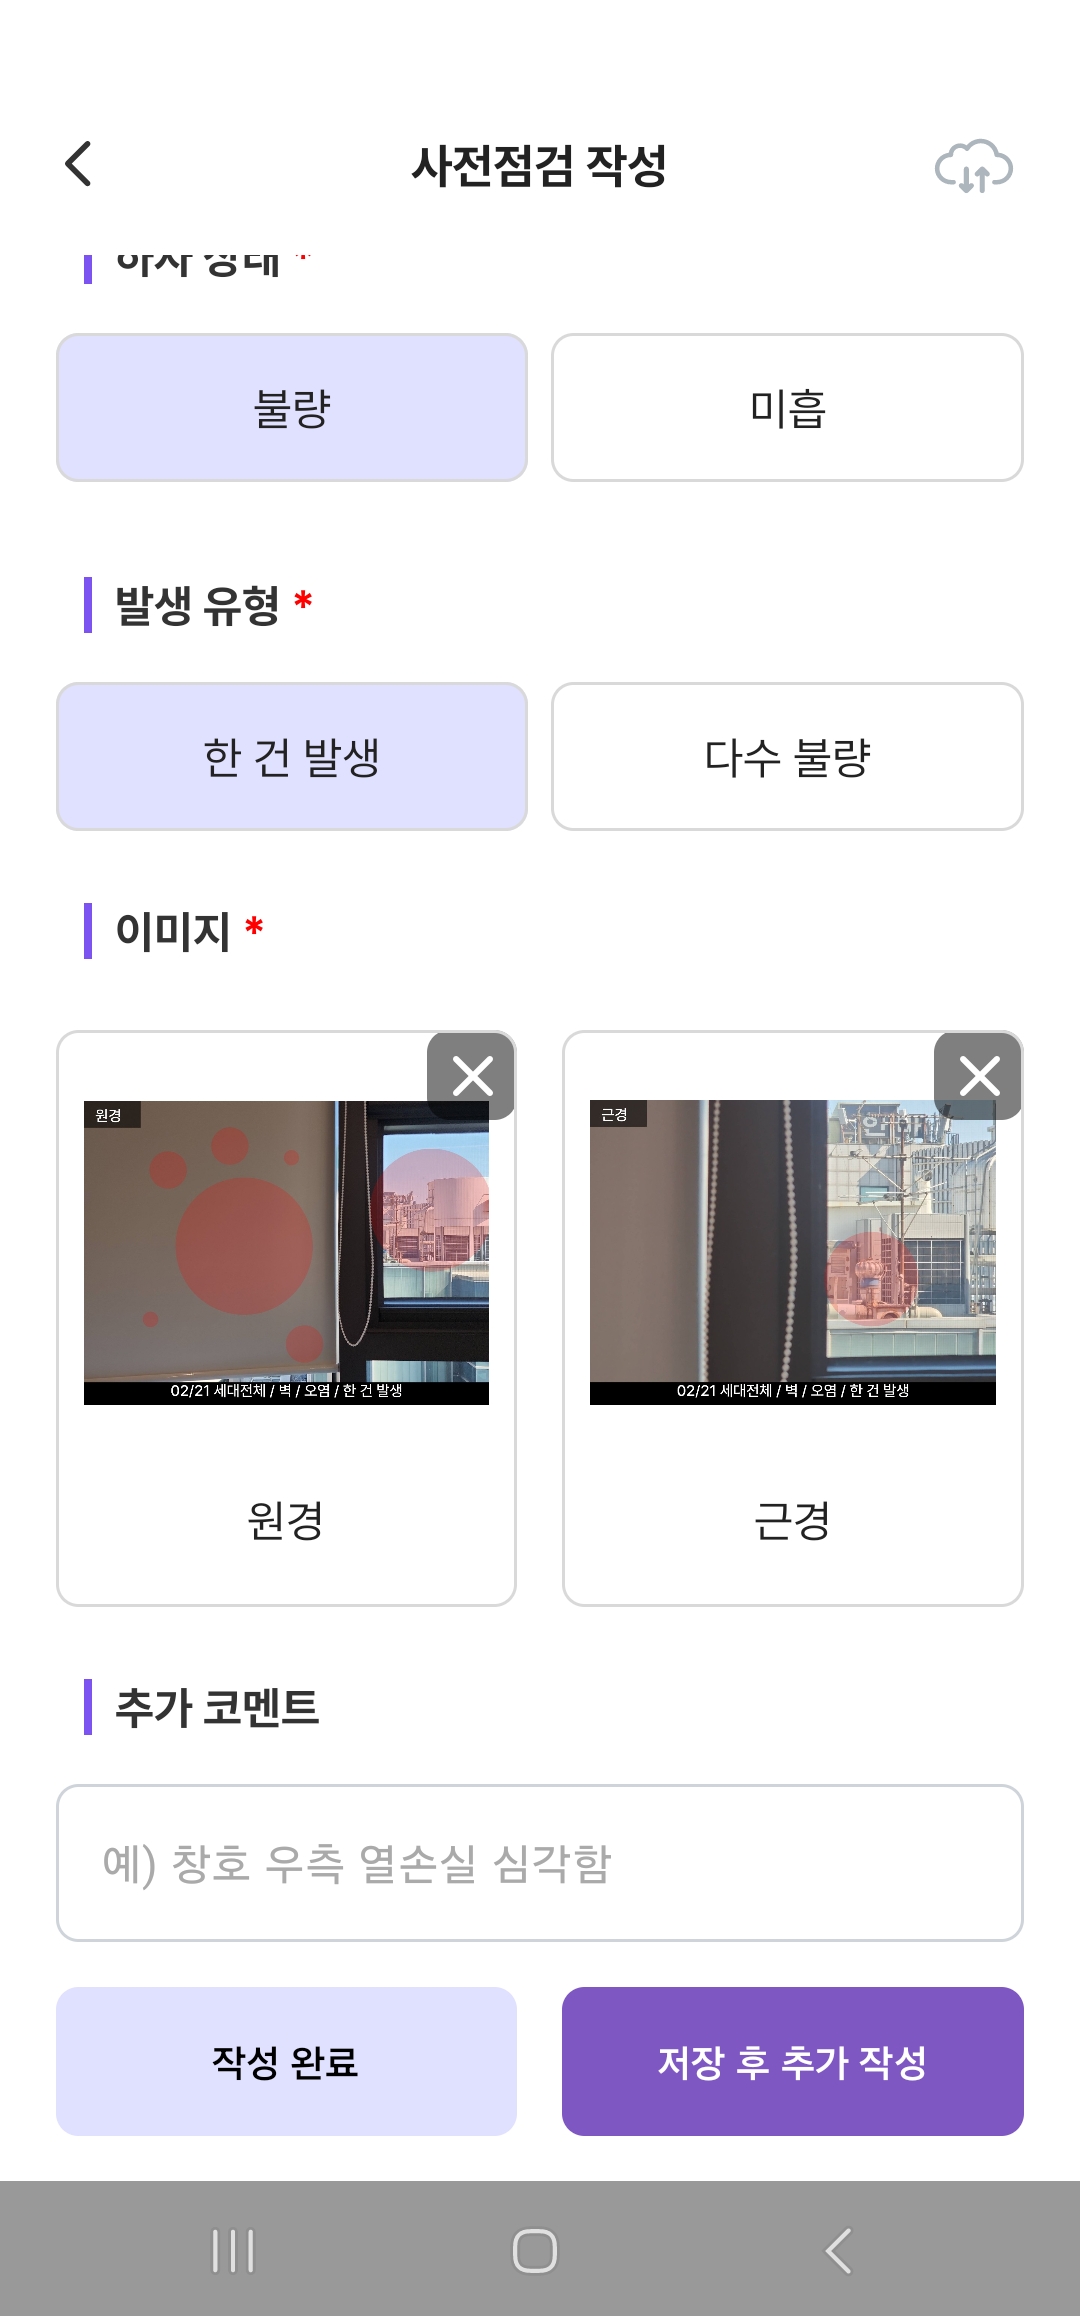 사전점검 작성
하자 상태 *
불량
미흡
발생 유형 *
한 건 발생
다수 불량
이미지 *
원경
02/21 세대전체 / 벽 / 오염 / 한 건 발생
원경
근경
02/21 세대전체 / 벽 / 오염 / 한 건 발생
근경
추가 코멘트
예) 창호 우측 열손실 심각함
작성 완료
저장 후 추가 작성